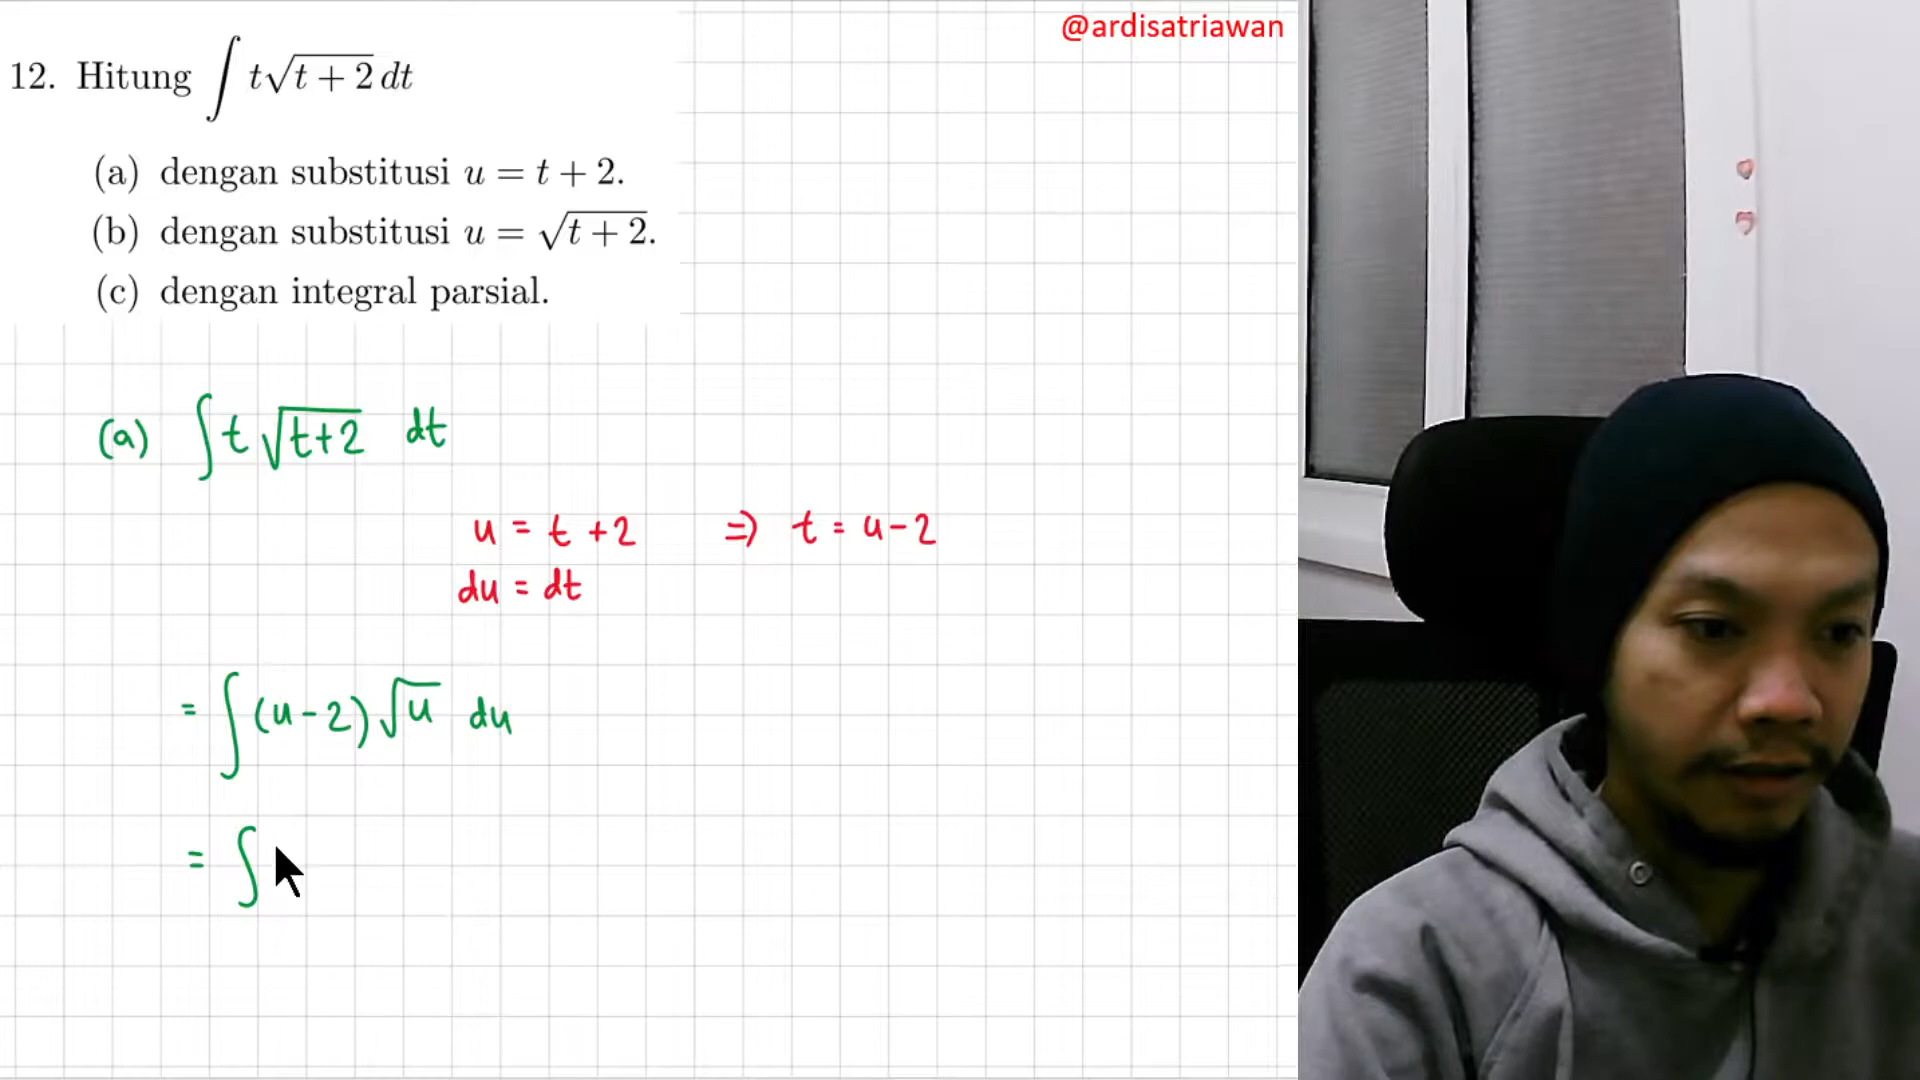 @ardisatriawan
12. Hitung ∫ t√(t + 2) dt
(a) dengan substitusi u = t + 2.
(b) dengan substitusi u = √(t + 2).
(c) dengan integral parsial.
(a) ∫ t √(t+2) dt
u = t + 2 ⇒ t = u - 2
du = dt
= ∫ (u - 2) √u du
= ∫